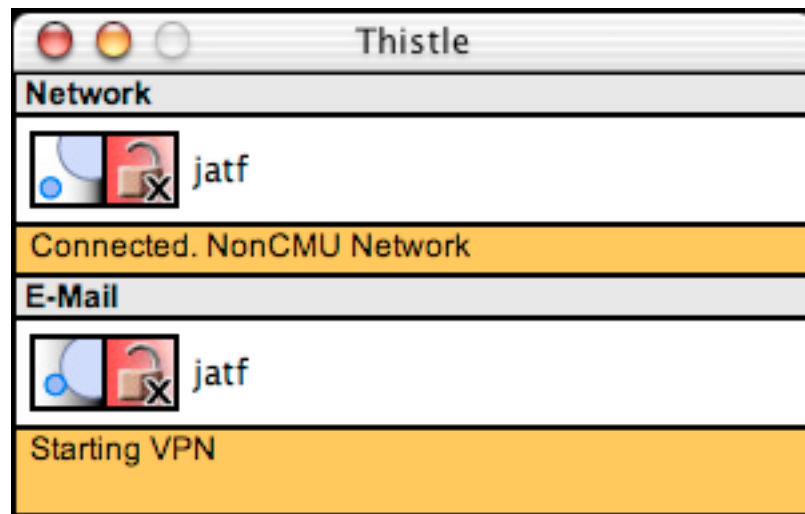 Thistle
Network
jatf
Connected. NonCMU Network
E-Mail
jatf
Starting VPN